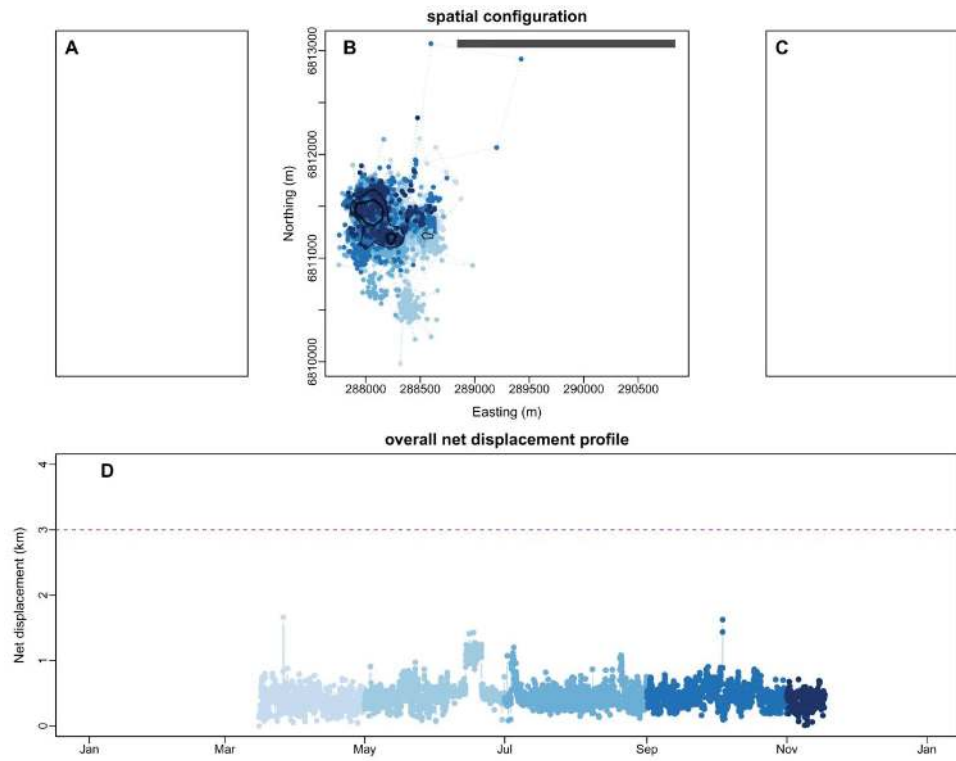 spatial configuration
A
B
C
6813000
6812000
6811000
6810000
Northing (m)
288000 288500 289000 289500 290000 290500
Easting (m)
overall net displacement profile
D
4
3
2
1
0
Net displacement (km)
Jan Mar May Jul Sep Nov Jan